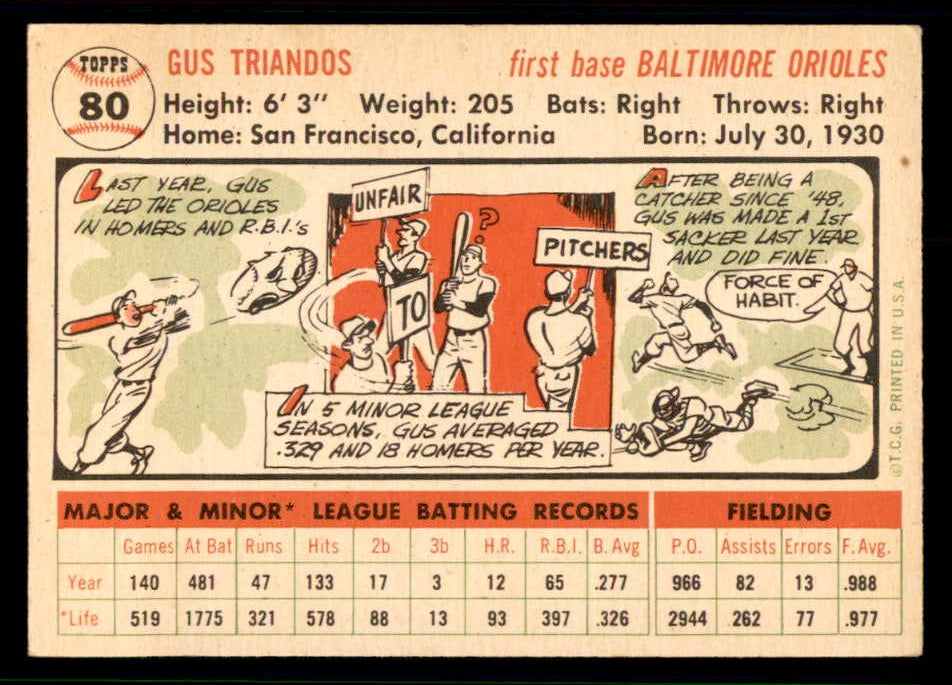 TOPPS
80
GUS TRIANDOS first base BALTIMORE ORIOLES
Height: 6' 3" Weight: 205 Bats: Right Throws: Right
Home: San Francisco, California Born: July 30, 1930
LAST YEAR, GUS
LED THE ORIOLES
IN HOMERS AND R.B.I.'s
UNFAIR
TO
?
PITCHERS
IN 5 MINOR LEAGUE
SEASONS, GUS AVERAGED
.329 AND 18 HOMERS PER YEAR.
AFTER BEING A
CATCHER SINCE '48,
GUS WAS MADE A 1ST
SACKER LAST YEAR
AND DID FINE.
FORCE OF
HABIT.
©T.C.G. PRINTED IN U.S.A.
MAJOR & MINOR* LEAGUE BATTING RECORDS FIELDING
Games At Bat Runs Hits 2b 3b H.R. R.B.I. B. Avg P.O. Assists Errors F.Avg.
Year 140 481 47 133 17 3 12 65 .277 966 82 13 .988
*Life 519 1775 321 578 88 13 93 397 .326 2944 262 77 .977